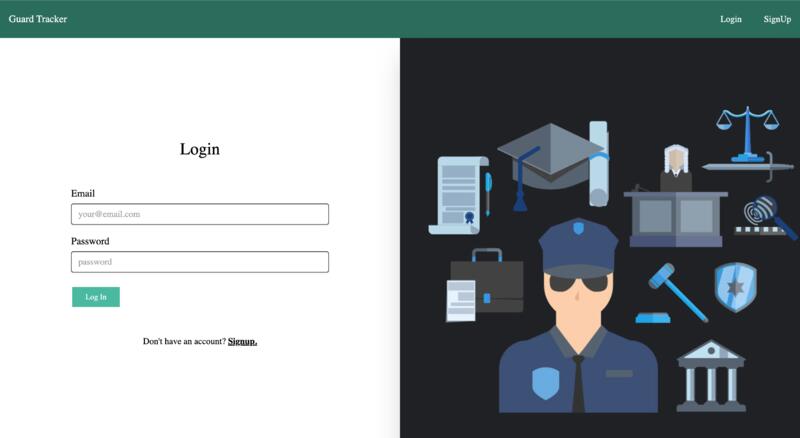 Guard Tracker
Login
SignUp
Login
Email
your@email.com
Password
password
Log In
Don't have an account? Signup.